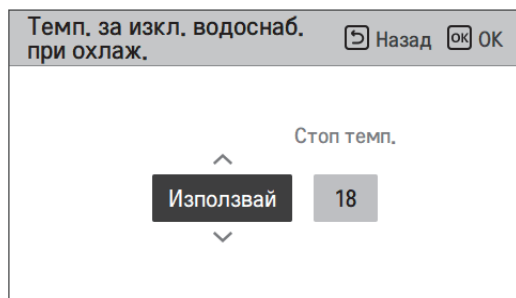 Темп. за изкл. водоснаб.
при охлаж.
Назад OK OK
Стоп темп.
Използвай 18